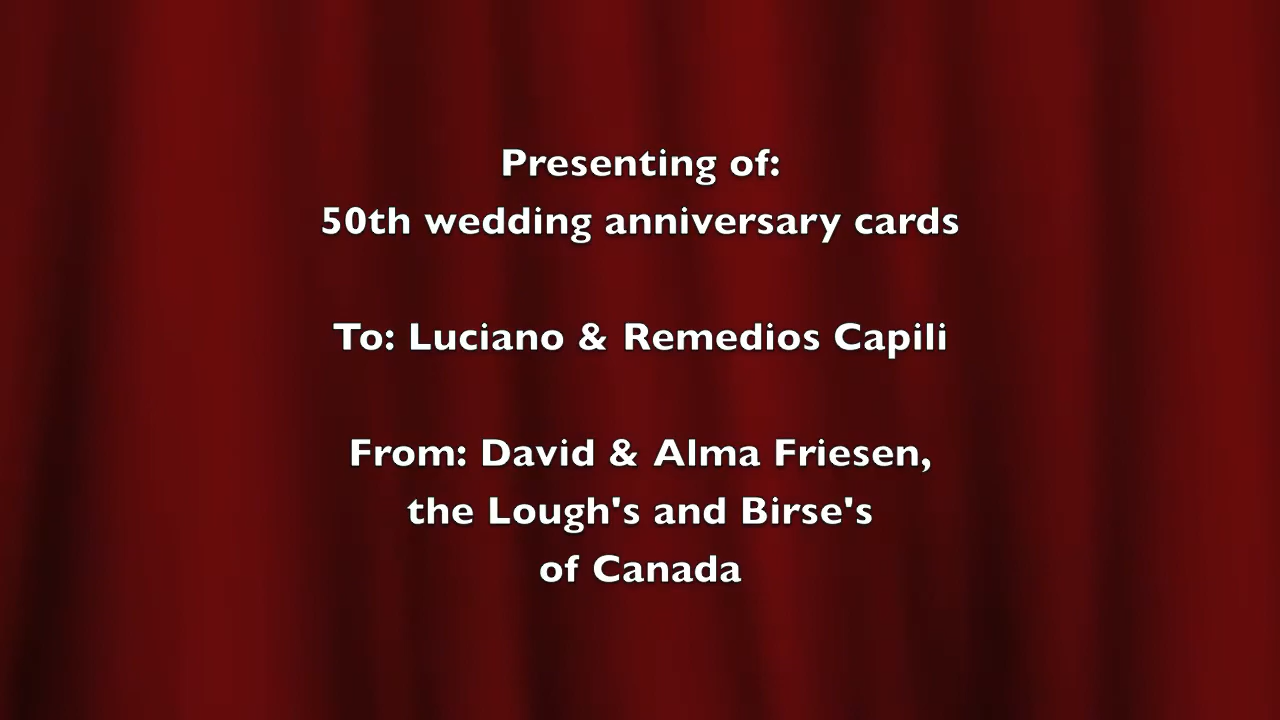 Presenting of:
50th wedding anniversary cards
To: Luciano & Remedios Capili
From: David & Alma Friesen,
the Lough's and Birse's
of Canada